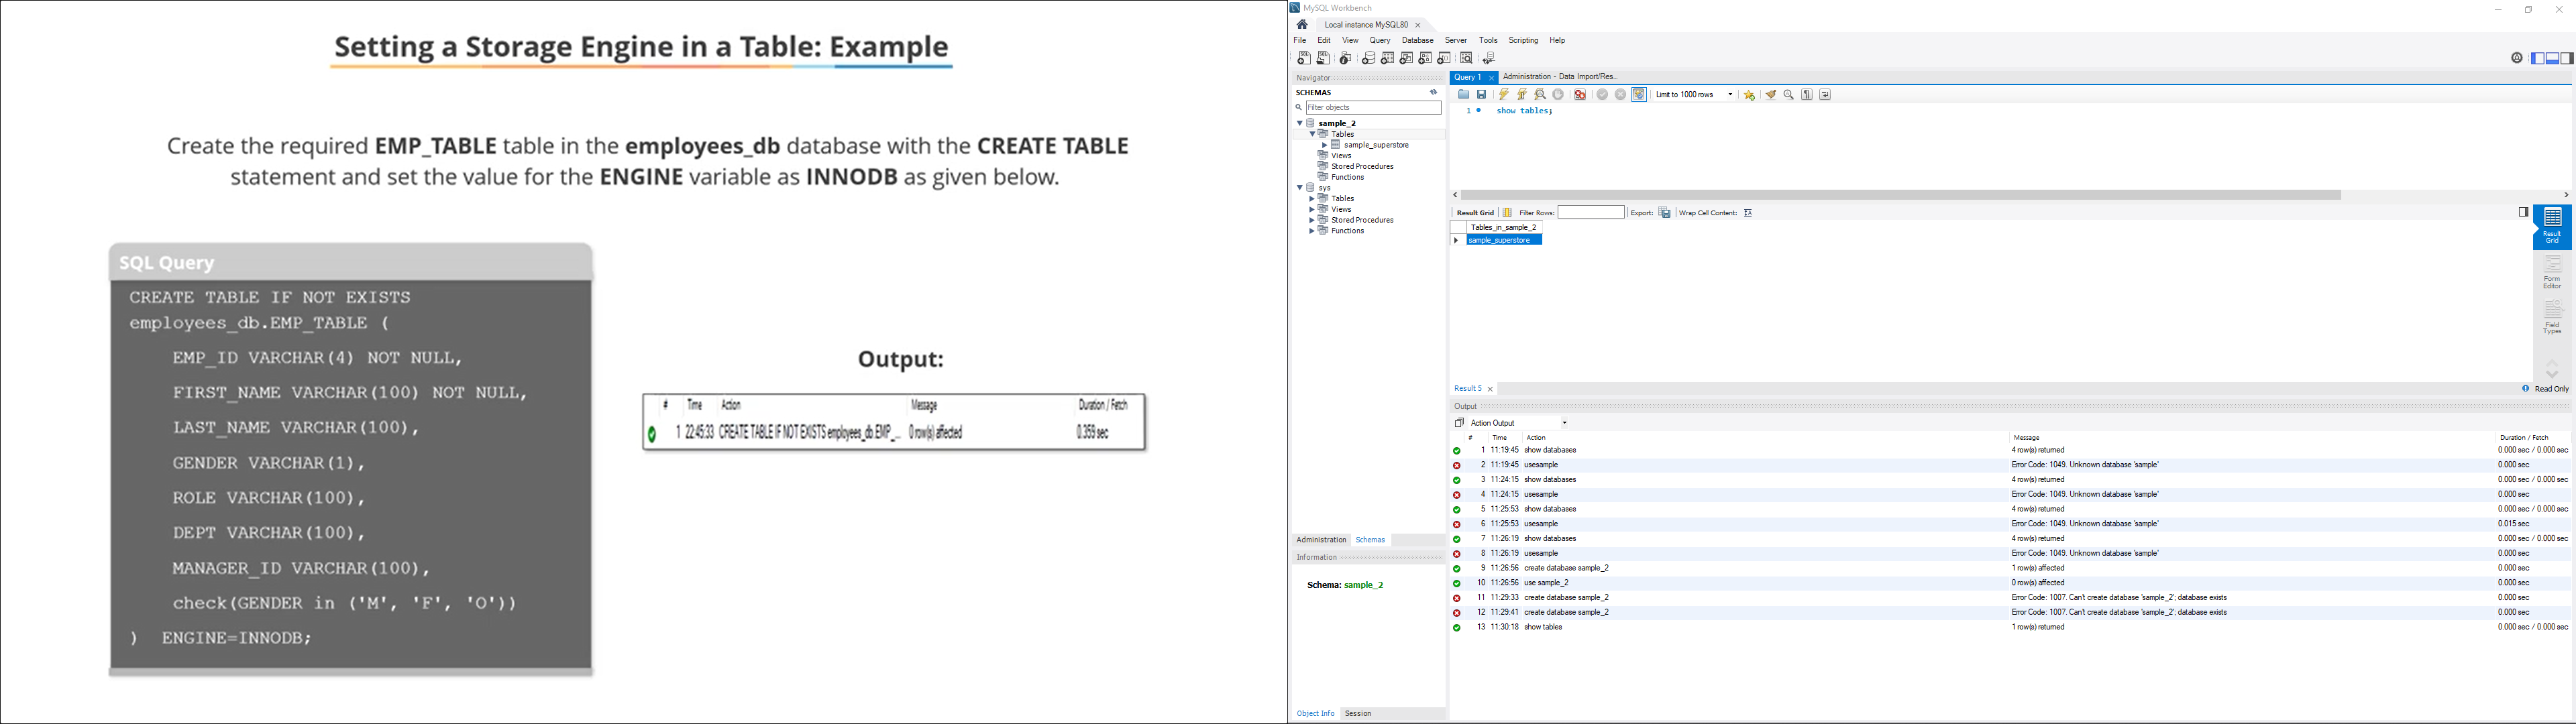 Setting a Storage Engine in a Table: Example
Create the required EMP_TABLE table in the employees_db database with the CREATE TABLE
statement and set the value for the ENGINE variable as INNODB as given below.
SQL Query
CREATE TABLE IF NOT EXISTS
employees_db.EMP_TABLE (
EMP_ID VARCHAR(4) NOT NULL,
FIRST_NAME VARCHAR(100) NOT NULL,
LAST_NAME VARCHAR(100),
GENDER VARCHAR(1),
ROLE VARCHAR(100),
DEPT VARCHAR(100),
MANAGER_ID VARCHAR(100),
check(GENDER in ('M', 'F', 'O'))
) ENGINE=INNODB;
Output:
# Time Action Message Duration / Fetch
1 22:45:33 CREATE TABLE IF NOT EXISTS employees_db.EMP_... 0 row(s) affected 0.359 sec
MySQL Workbench
Local instance MySQL80
File Edit View Query Database Server Tools Scripting Help
Navigator
SCHEMAS
Filter objects
sample_2
Tables
sample_superstore
Views
Stored Procedures
Functions
sys
Tables
Views
Stored Procedures
Functions
Administration Schemas
Information
Schema: sample_2
Object Info Session
Query 1 Administration - Data Import/Res...
Limit to 1000 rows
1 show tables;
Result Grid Filter Rows: Export: Wrap Cell Content:
Tables_in_sample_2
sample_superstore
Result
Grid
Form
Editor
Field
Types
Result 5 Read Only
Output
Action Output
# Time Action Message Duration / Fetch
1 11:19:45 show databases 4 row(s) returned 0.000 sec / 0.000 sec
2 11:19:45 usesample Error Code: 1049. Unknown database 'sample' 0.000 sec
3 11:24:15 show databases 4 row(s) returned 0.000 sec / 0.000 sec
4 11:24:15 usesample Error Code: 1049. Unknown database 'sample' 0.000 sec
5 11:25:53 show databases 4 row(s) returned 0.000 sec / 0.000 sec
6 11:25:53 usesample Error Code: 1049. Unknown database 'sample' 0.015 sec
7 11:26:19 show databases 4 row(s) returned 0.000 sec / 0.000 sec
8 11:26:19 usesample Error Code: 1049. Unknown database 'sample' 0.000 sec
9 11:26:56 create database sample_2 1 row(s) affected 0.000 sec
10 11:26:56 use sample_2 0 row(s) affected 0.000 sec
11 11:29:33 create database sample_2 Error Code: 1007. Can't create database 'sample_2'; database exists 0.000 sec
12 11:29:41 create database sample_2 Error Code: 1007. Can't create database 'sample_2'; database exists 0.000 sec
13 11:30:18 show tables 1 row(s) returned 0.000 sec / 0.000 sec